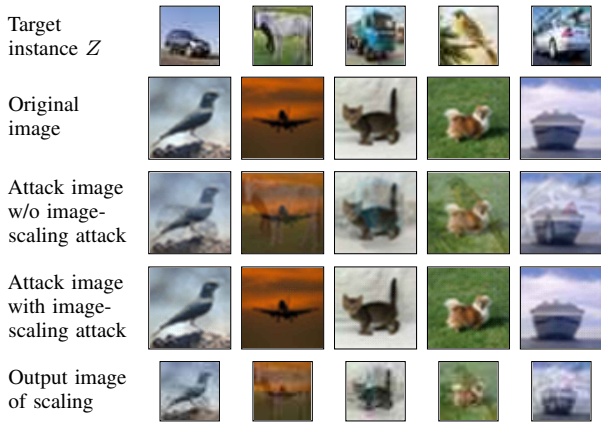 Target
instance Z
Original
image
Attack image
w/o image-
scaling attack
Attack image
with image-
scaling attack
Output image
of scaling